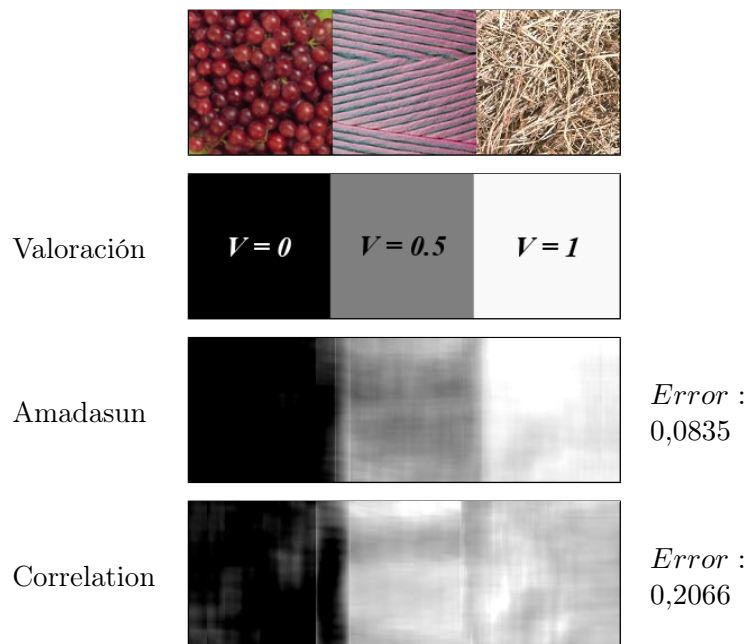 Valoración
V = 0
V = 0.5
V = 1
Amadasun
Error :
0,0835
Correlation
Error :
0,2066